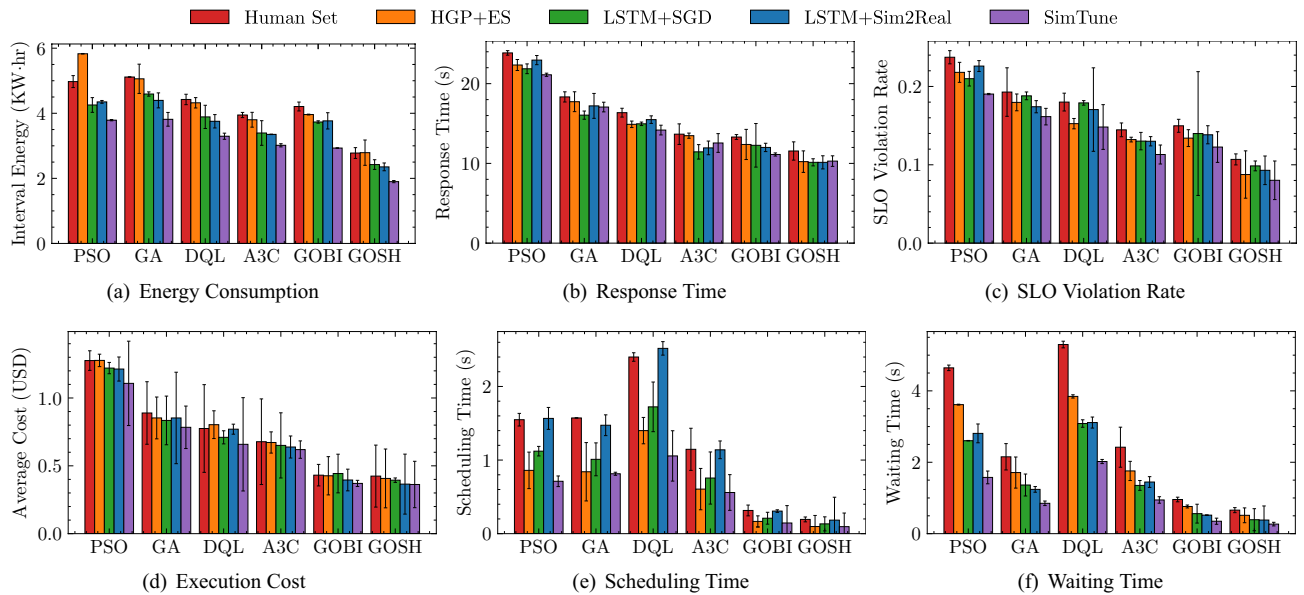 Human Set HGP+ES LSTM+SGD LSTM+Sim2Real SimTune
Interval Energy (KW·hr)
6
4
2
0
PSO GA DQL A3C GOBI GOSH
(a) Energy Consumption
Response Time (s)
20
10
0
PSO GA DQL A3C GOBI GOSH
(b) Response Time
SLO Violation Rate
0.2
0.1
0.0
PSO GA DQL A3C GOBI GOSH
(c) SLO Violation Rate
Average Cost (USD)
1.0
0.5
0.0
PSO GA DQL A3C GOBI GOSH
(d) Execution Cost
Scheduling Time (s)
2
1
0
PSO GA DQL A3C GOBI GOSH
(e) Scheduling Time
Waiting Time (s)
4
2
0
PSO GA DQL A3C GOBI GOSH
(f) Waiting Time